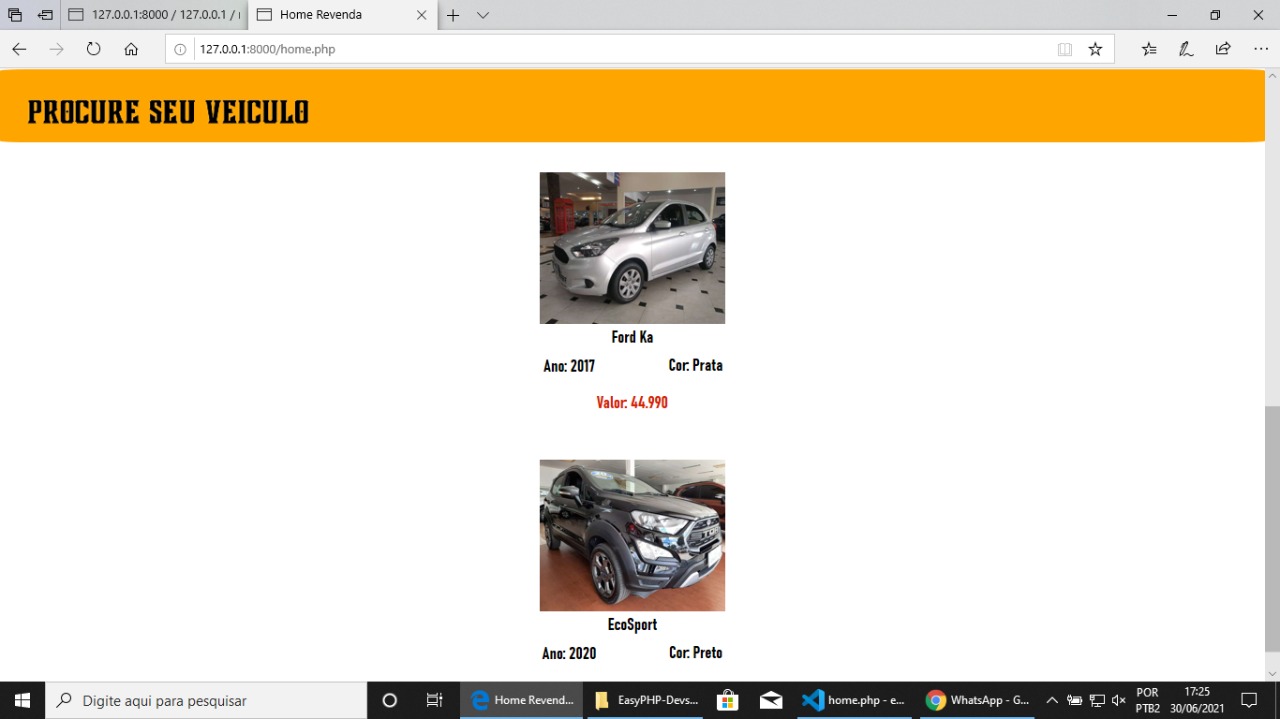 127.0.0.1:8000 / 127.0.0.1 /
Home Revenda
127.0.0.1:8000/home.php
PROCURE SEU VEICULO
Ford Ka
Ano: 2017 Cor: Prata
Valor: 44.990
EcoSport
Ano: 2020 Cor: Preto
Digite aqui para pesquisar
Home Revend...
EasyPHP-Devs...
home.php - e...
WhatsApp - G...
POR
PTB2
17:25
30/06/2021